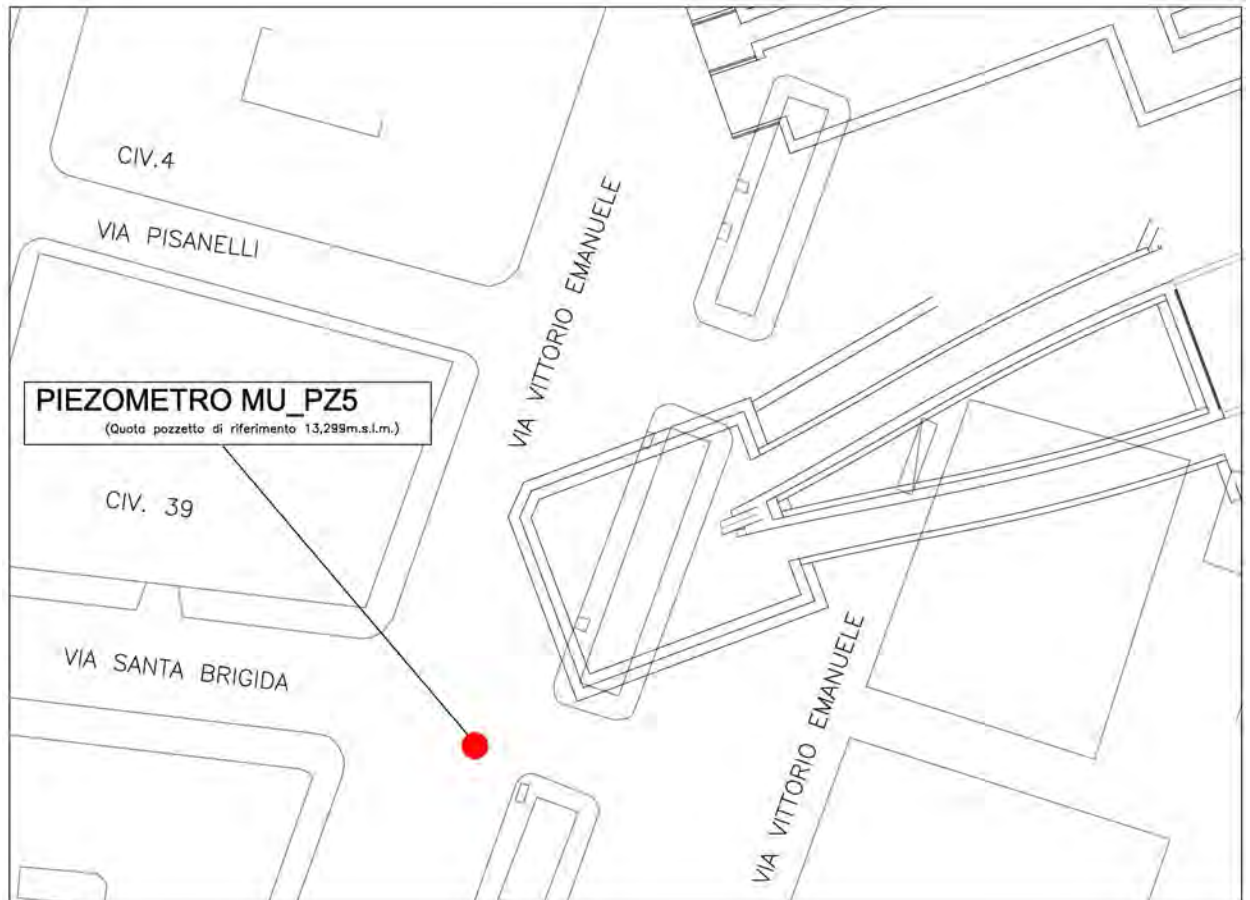 CIV.4
VIA PISANELLI
VIA VITTORIO EMANUELE
PIEZOMETRO MU_PZ5
(Quota pozzetto di riferimento 13,299m.s.l.m.)
CIV. 39
VIA SANTA BRIGIDA
VIA VITTORIO EMANUELE